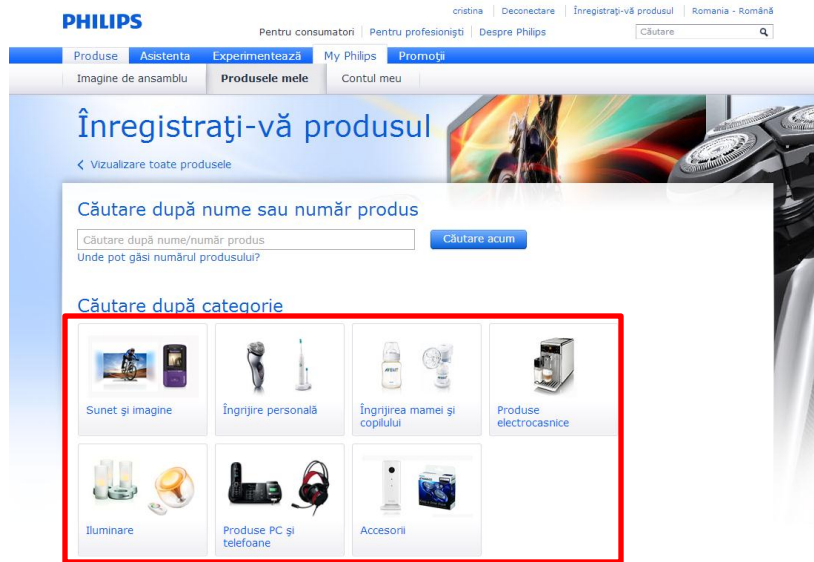 cristina Deconectare Înregistraţi-vă produsul Romania - Română
PHILIPS
Pentru consumatori Pentru profesionişti Despre Philips Căutare
Produse Asistenta Experimentează My Philips Promoţii
Imagine de ansamblu Produsele mele Contul meu
Înregistraţi-vă produsul
Vizualizare toate produsele
Căutare după nume sau număr produs
Căutare după nume/număr produs Căutare acum
Unde pot găsi numărul produsului?
Căutare după categorie
AVENT
Sunet şi imagine
Îngrijire personală
Îngrijirea mamei şi
copilului
Produse
electrocasnice
Iluminare
Produse PC şi
telefoane
Accesorii